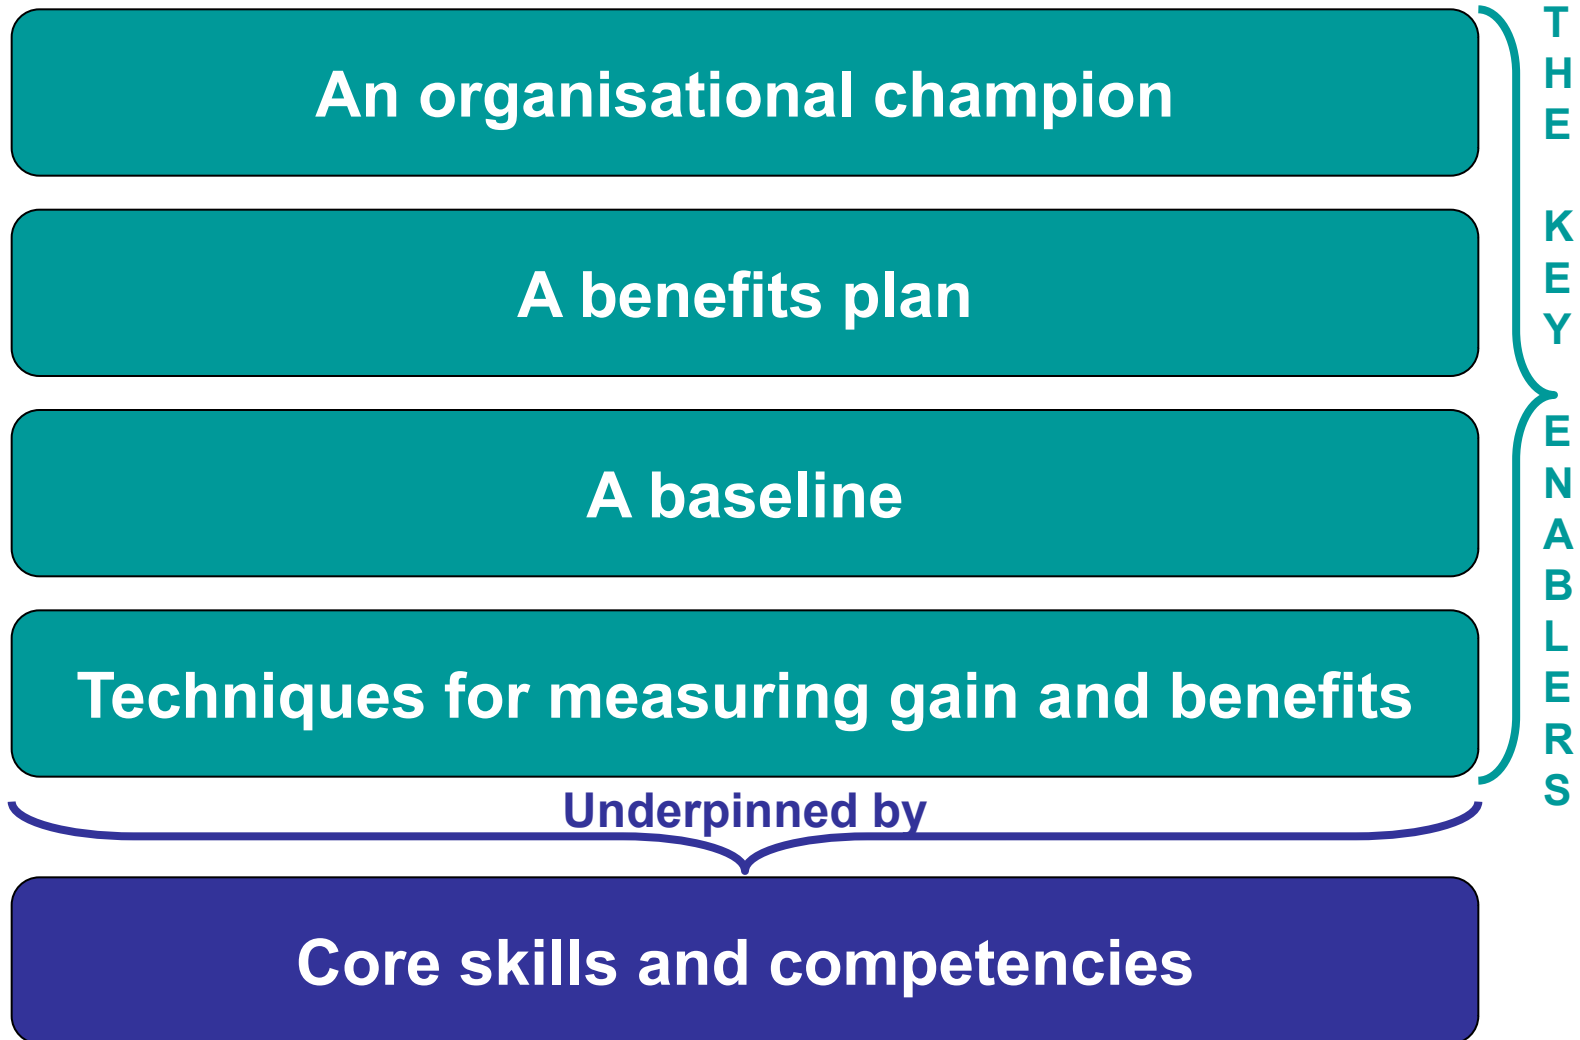 An organisational champion
A benefits plan
A baseline
Techniques for measuring gain and benefits
Underpinned by
Core skills and competencies
THE KEY ENABLERS